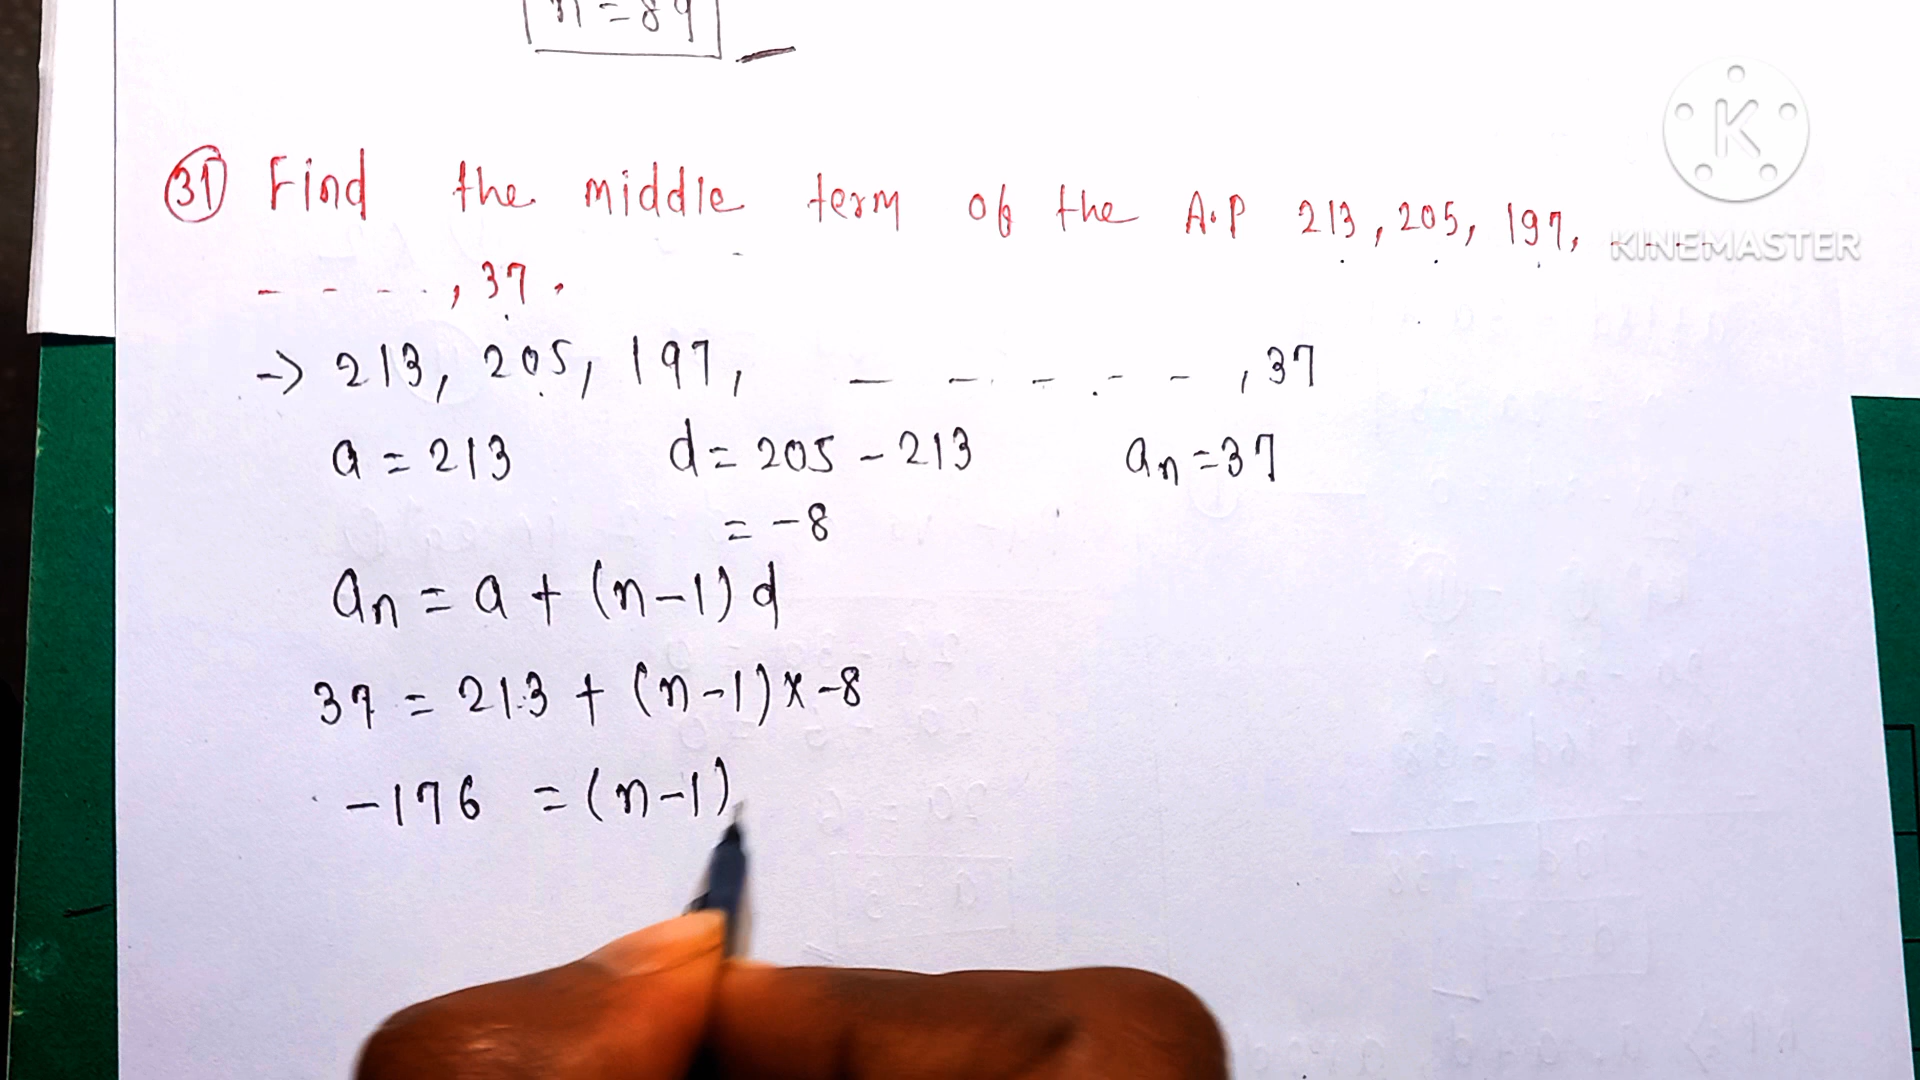 n = 89
31 Find the middle term of the A.P 213, 205, 197, - - - -
- - - - , 37.
KINEMASTER
-> 213, 205, 197, - - - - - , 37
a = 213 d = 205 - 213 an = 37
= -8
an = a + (n-1) d
37 = 213 + (n-1) x -8
-176 = (n-1)